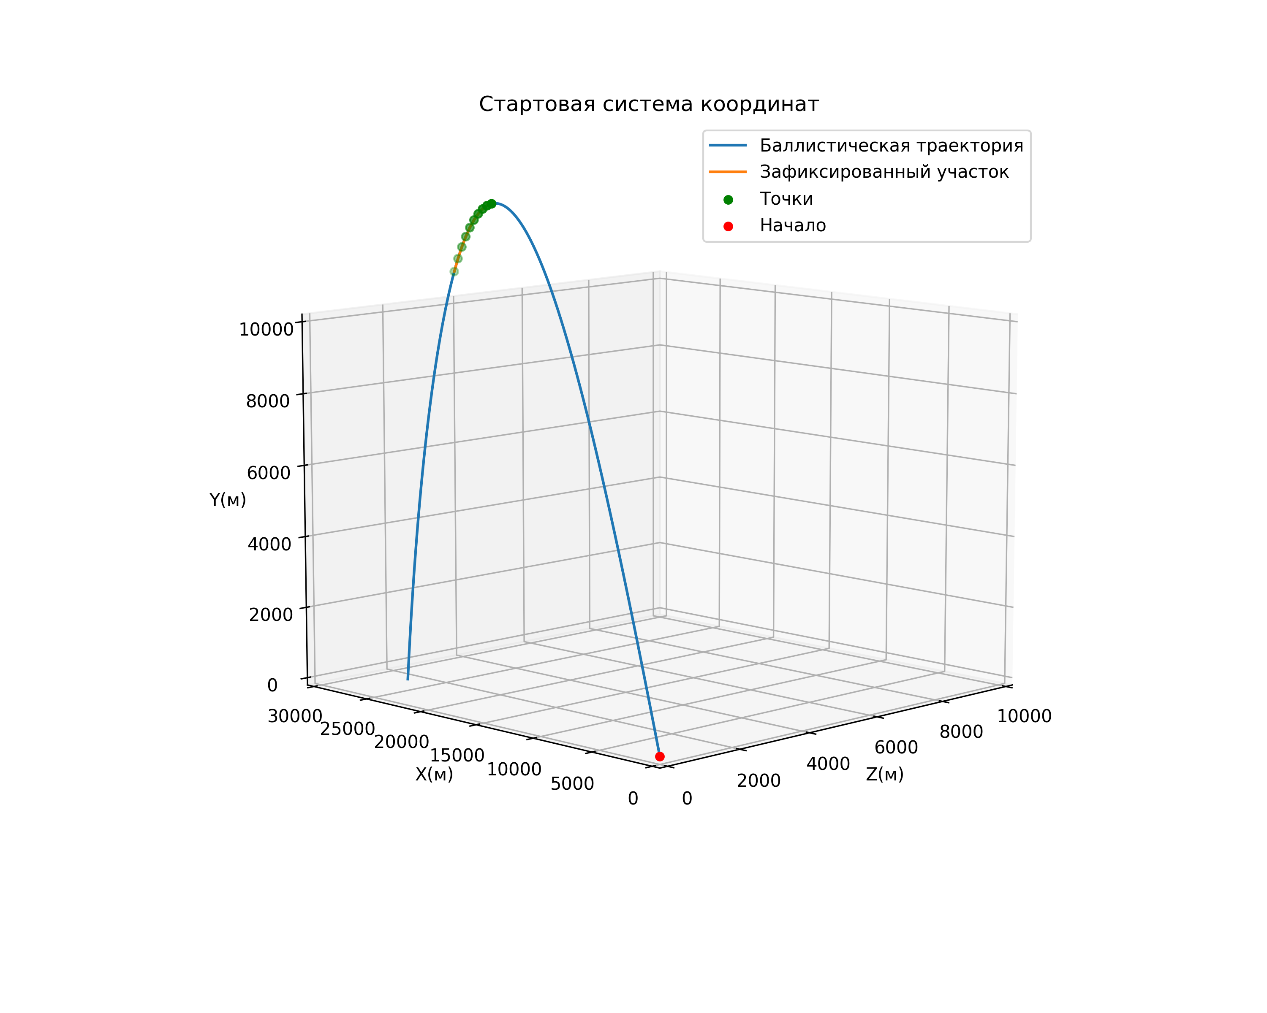 Стартовая система координат
Баллистическая траектория
Зафиксированный участок
Точки
Начало
10000
8000
6000
4000
2000
0
Y(м)
30000
25000
20000
15000
10000
5000
0
X(м)
0
2000
4000
6000
8000
10000
Z(м)